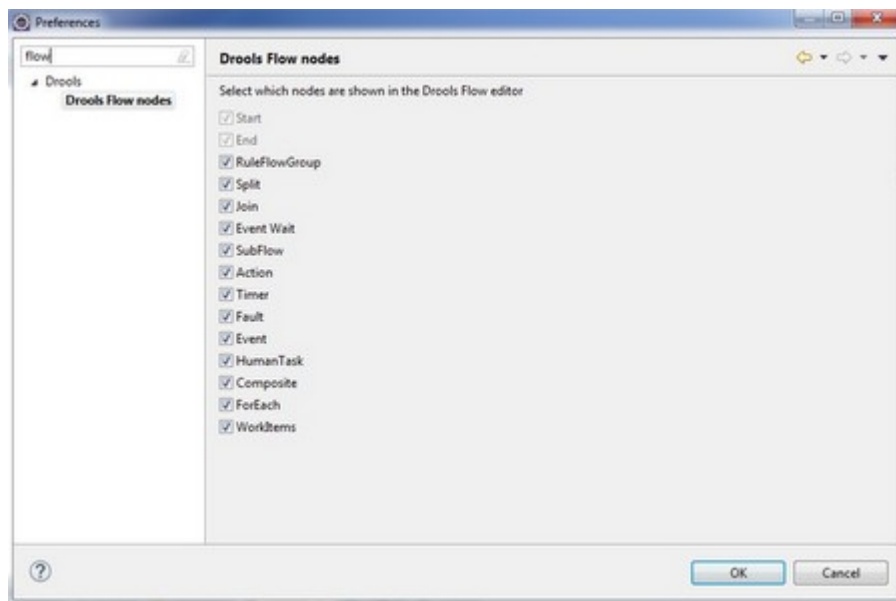 Preferences
flow
Drools
Drools Flow nodes
Drools Flow nodes
Select which nodes are shown in the Drools Flow editor
Start
End
RuleFlowGroup
Split
Join
Event Wait
SubFlow
Action
Timer
Fault
Event
HumanTask
Composite
ForEach
WorkItems
?
OK
Cancel